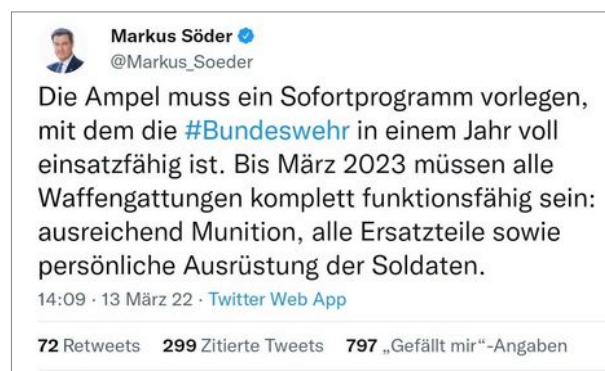 Markus Söder
@Markus_Soeder
Die Ampel muss ein Sofortprogramm vorlegen,
mit dem die #Bundeswehr in einem Jahr voll
einsatzfähig ist. Bis März 2023 müssen alle
Waffengattungen komplett funktionsfähig sein:
ausreichend Munition, alle Ersatzteile sowie
persönliche Ausrüstung der Soldaten.
14:09 · 13 März 22 · Twitter Web App
72 Retweets 299 Zitierte Tweets 797 „Gefällt mir“-Angaben